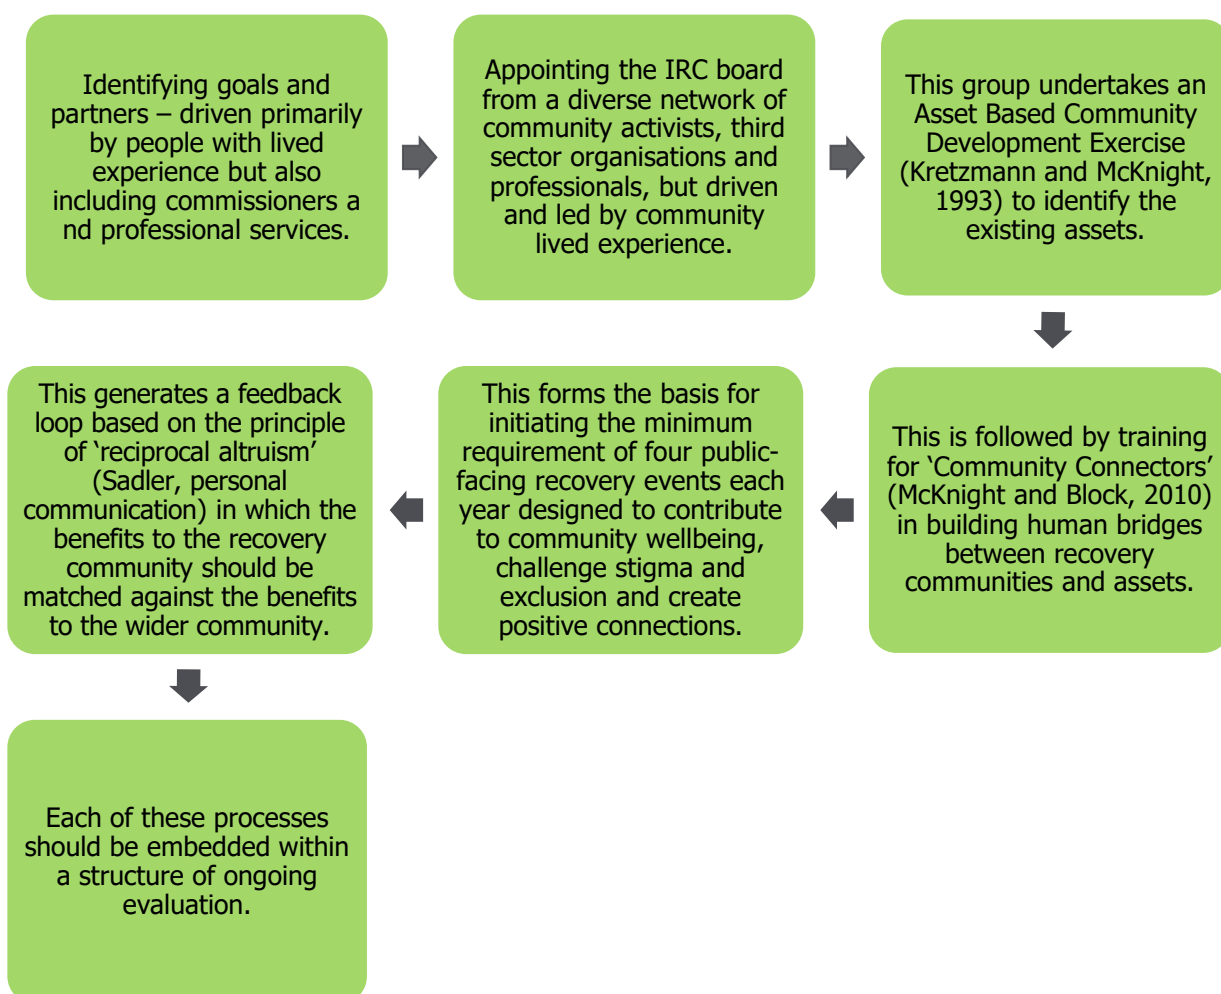 Identifying goals and
partners – driven primarily
by people with lived
experience but also
including commissioners a
nd professional services.
Appointing the IRC board
from a diverse network of
community activists, third
sector organisations and
professionals, but driven
and led by community
lived experience.
This group undertakes an
Asset Based Community
Development Exercise
(Kretzmann and McKnight,
1993) to identify the
existing assets.
This is followed by training
for ‘Community Connectors’
(McKnight and Block, 2010)
in building human bridges
between recovery
communities and assets.
This forms the basis for
initiating the minimum
requirement of four public-
facing recovery events each
year designed to contribute
to community wellbeing,
challenge stigma and
exclusion and create
positive connections.
This generates a feedback
loop based on the principle
of ‘reciprocal altruism’
(Sadler, personal
communication) in which the
benefits to the recovery
community should be
matched against the benefits
to the wider community.
Each of these processes
should be embedded within
a structure of ongoing
evaluation.